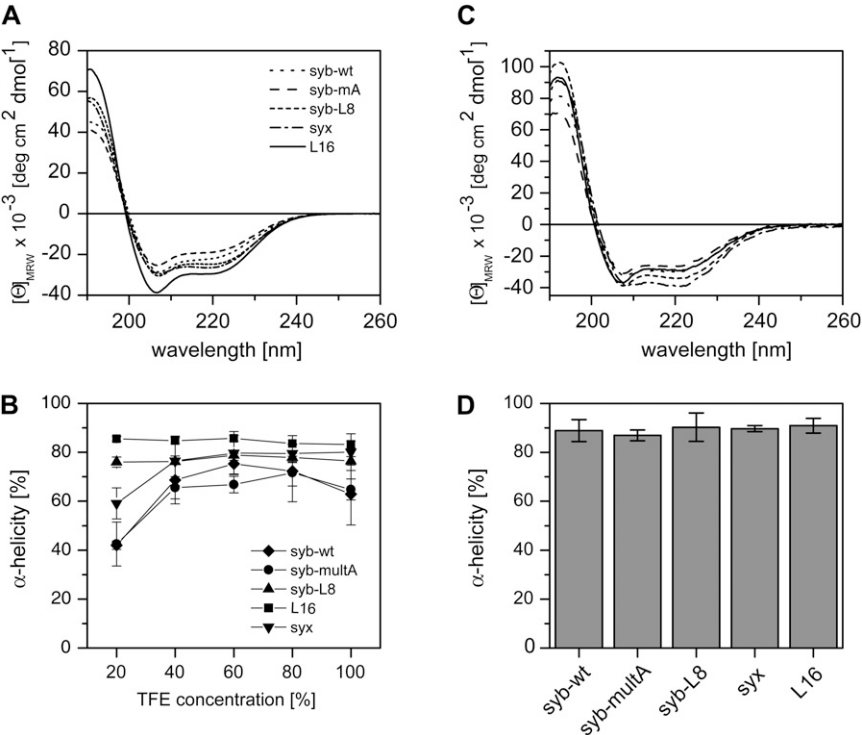 A
[Θ]MRW x 10-3 [deg cm2 dmol-1]
80
60
40
20
0
-20
-40
syb-wt
syb-mA
syb-L8
syx
L16
200
220
240
260
wavelength [nm]
C
[Θ]MRW x 10-3 [deg cm2 dmol-1]
100
80
60
40
20
0
-20
-40
200
220
240
260
wavelength [nm]
B
α-helicity [%]
100
80
60
40
20
0
syb-wt
syb-multA
syb-L8
L16
syx
20
40
60
80
100
TFE concentration [%]
D
α-helicity [%]
100
80
60
40
20
0
syb-wt
syb-multA
syb-L8
syx
L16